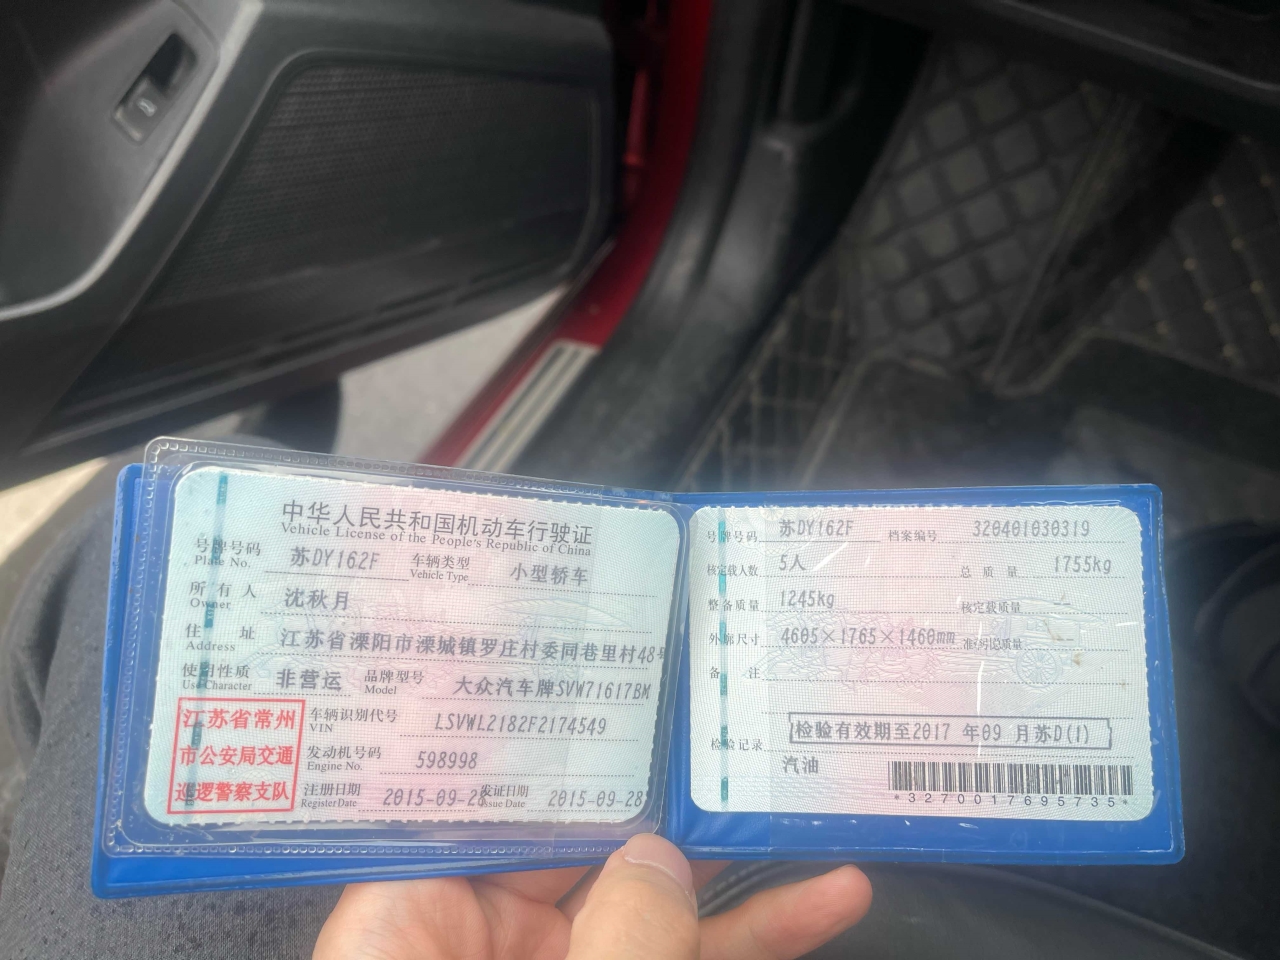 中华人民共和国机动车行驶证
Vehicle License of the People's Republic of China
号牌号码 苏DY162F 车辆类型 小型轿车
Plate No. Vehicle Type
所有人 沈秋月
Owner
住址 江苏省溧阳市溧城镇罗庄村委同巷里村48号
Address
使用性质 非营运 品牌型号 大众汽车牌SVW71617BM
Use Character Model
江苏省常州
市公安局交通
巡逻警察支队
车辆识别代号 LSVWL2182F2174549
VIN
发动机号码 598998
Engine No.
注册日期 2015-09-28 发证日期 2015-09-28
Register Date Issue Date
号牌号码 苏DY162F 档案编号 320401030319
核定载人数 5人 总质量 1755kg
整备质量 1245kg 核定载质量 --
外廓尺寸 4605×1765×1460mm 准牵引总质量
备注
检验记录 检验有效期至2017 年09 月苏D(1)
汽油
*3270017695735*